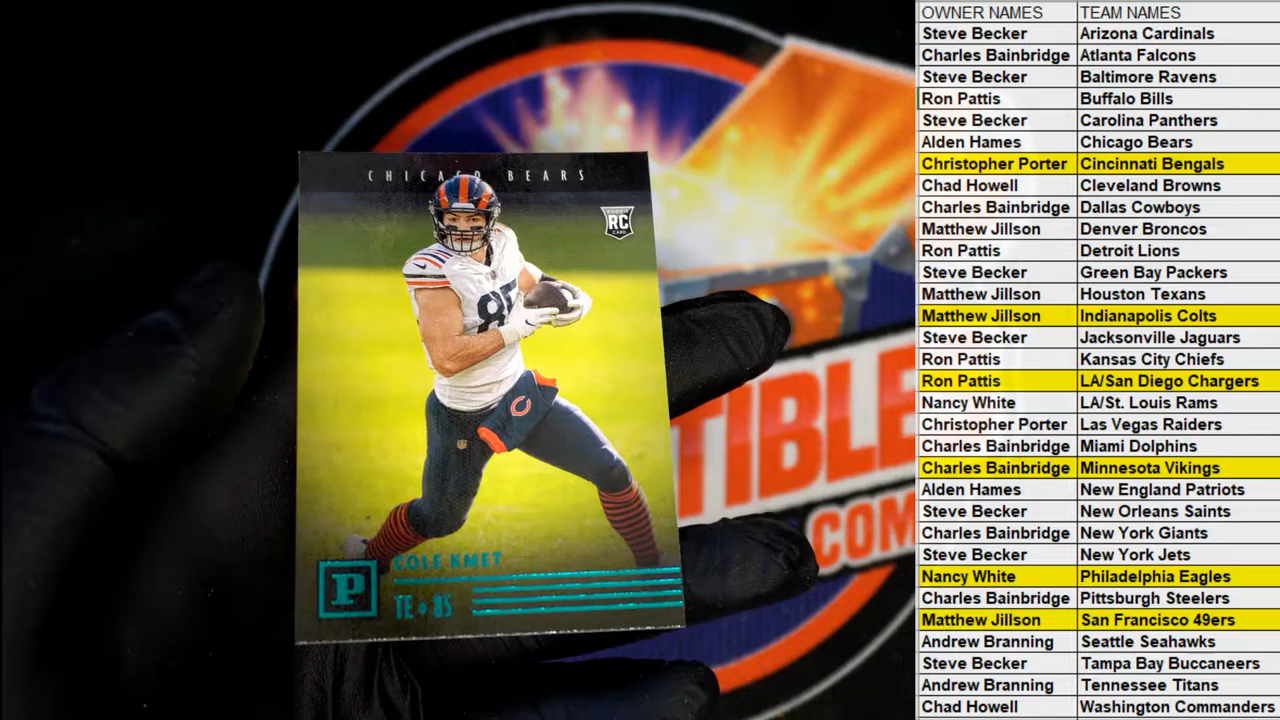 CHICAGO BEARS
ROOKIE
RC
CARD
85
COLE KMET
P
TE 85
TIBLE
.COM
OWNER NAMES TEAM NAMES
Steve Becker Arizona Cardinals
Charles Bainbridge Atlanta Falcons
Steve Becker Baltimore Ravens
Ron Pattis Buffalo Bills
Steve Becker Carolina Panthers
Alden Hames Chicago Bears
Christopher Porter Cincinnati Bengals
Chad Howell Cleveland Browns
Charles Bainbridge Dallas Cowboys
Matthew Jillson Denver Broncos
Ron Pattis Detroit Lions
Steve Becker Green Bay Packers
Matthew Jillson Houston Texans
Matthew Jillson Indianapolis Colts
Steve Becker Jacksonville Jaguars
Ron Pattis Kansas City Chiefs
Ron Pattis LA/San Diego Chargers
Nancy White LA/St. Louis Rams
Christopher Porter Las Vegas Raiders
Charles Bainbridge Miami Dolphins
Charles Bainbridge Minnesota Vikings
Alden Hames New England Patriots
Steve Becker New Orleans Saints
Charles Bainbridge New York Giants
Steve Becker New York Jets
Nancy White Philadelphia Eagles
Charles Bainbridge Pittsburgh Steelers
Matthew Jillson San Francisco 49ers
Andrew Branning Seattle Seahawks
Steve Becker Tampa Bay Buccaneers
Andrew Branning Tennessee Titans
Chad Howell Washington Commanders